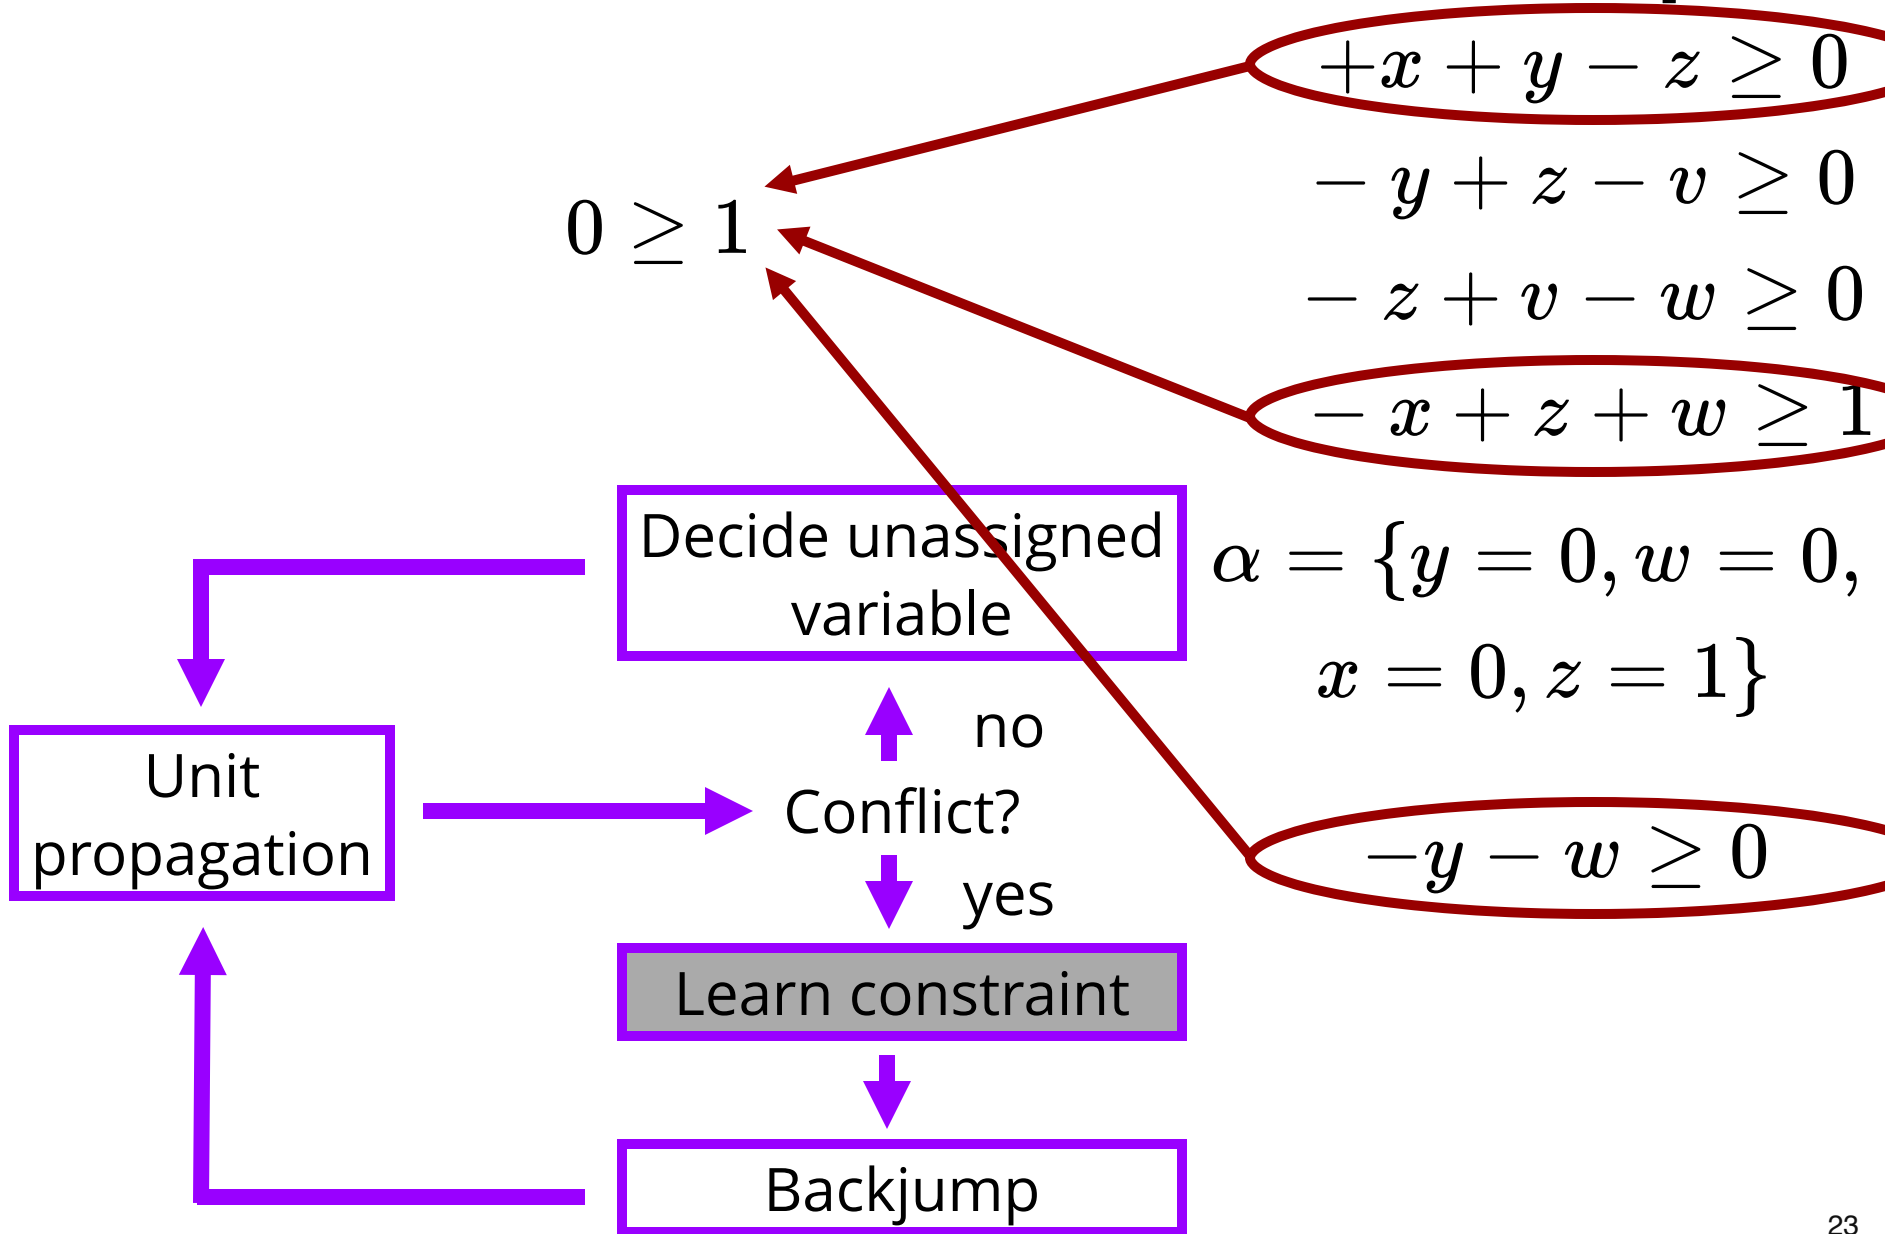 +x + y − z ≥ 0
− y + z − v ≥ 0
0 ≥ 1
− z + v − w ≥ 0
− x + z + w ≥ 1
Decide unassigned
variable
α = {y = 0, w = 0,
x = 0, z = 1}
no
Unit
propagation
Conflict?
−y − w ≥ 0
yes
Learn constraint
Backjump
23